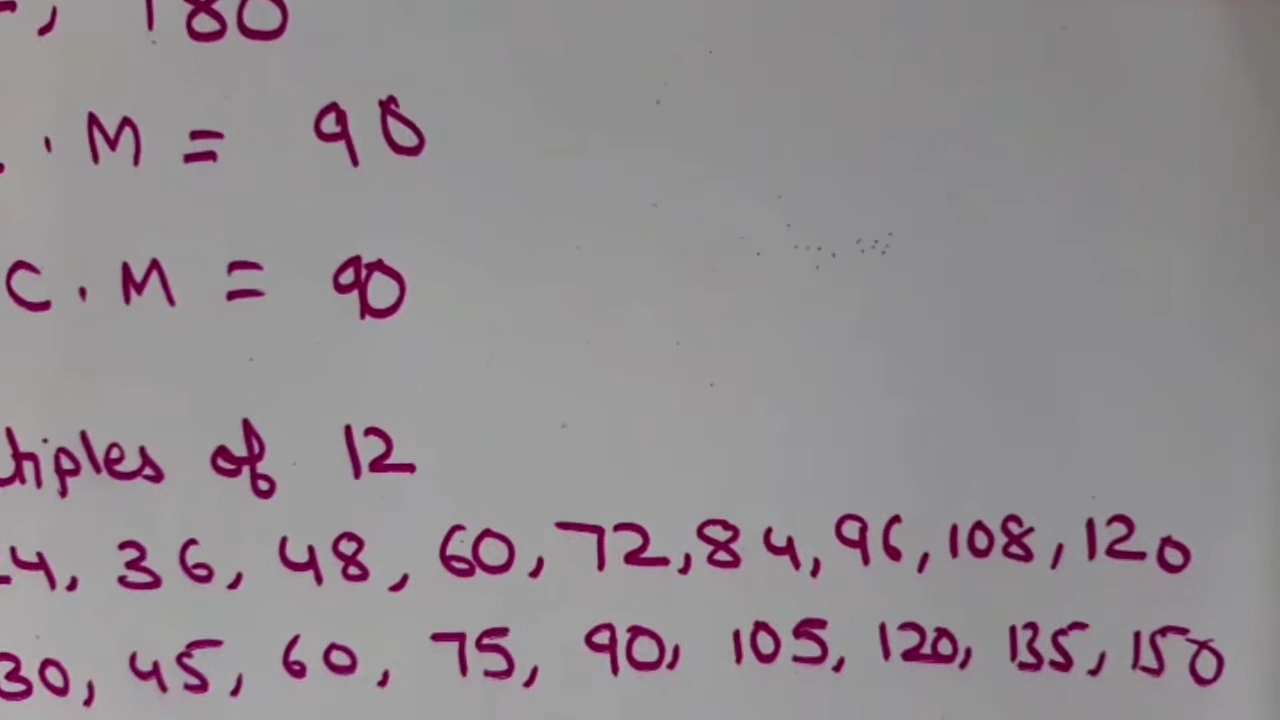 , 180
. M = 90
C . M = 90
tiples of 12
4, 36, 48, 60, 72, 84, 96, 108, 120
30, 45, 60, 75, 90, 105, 120, 135, 150